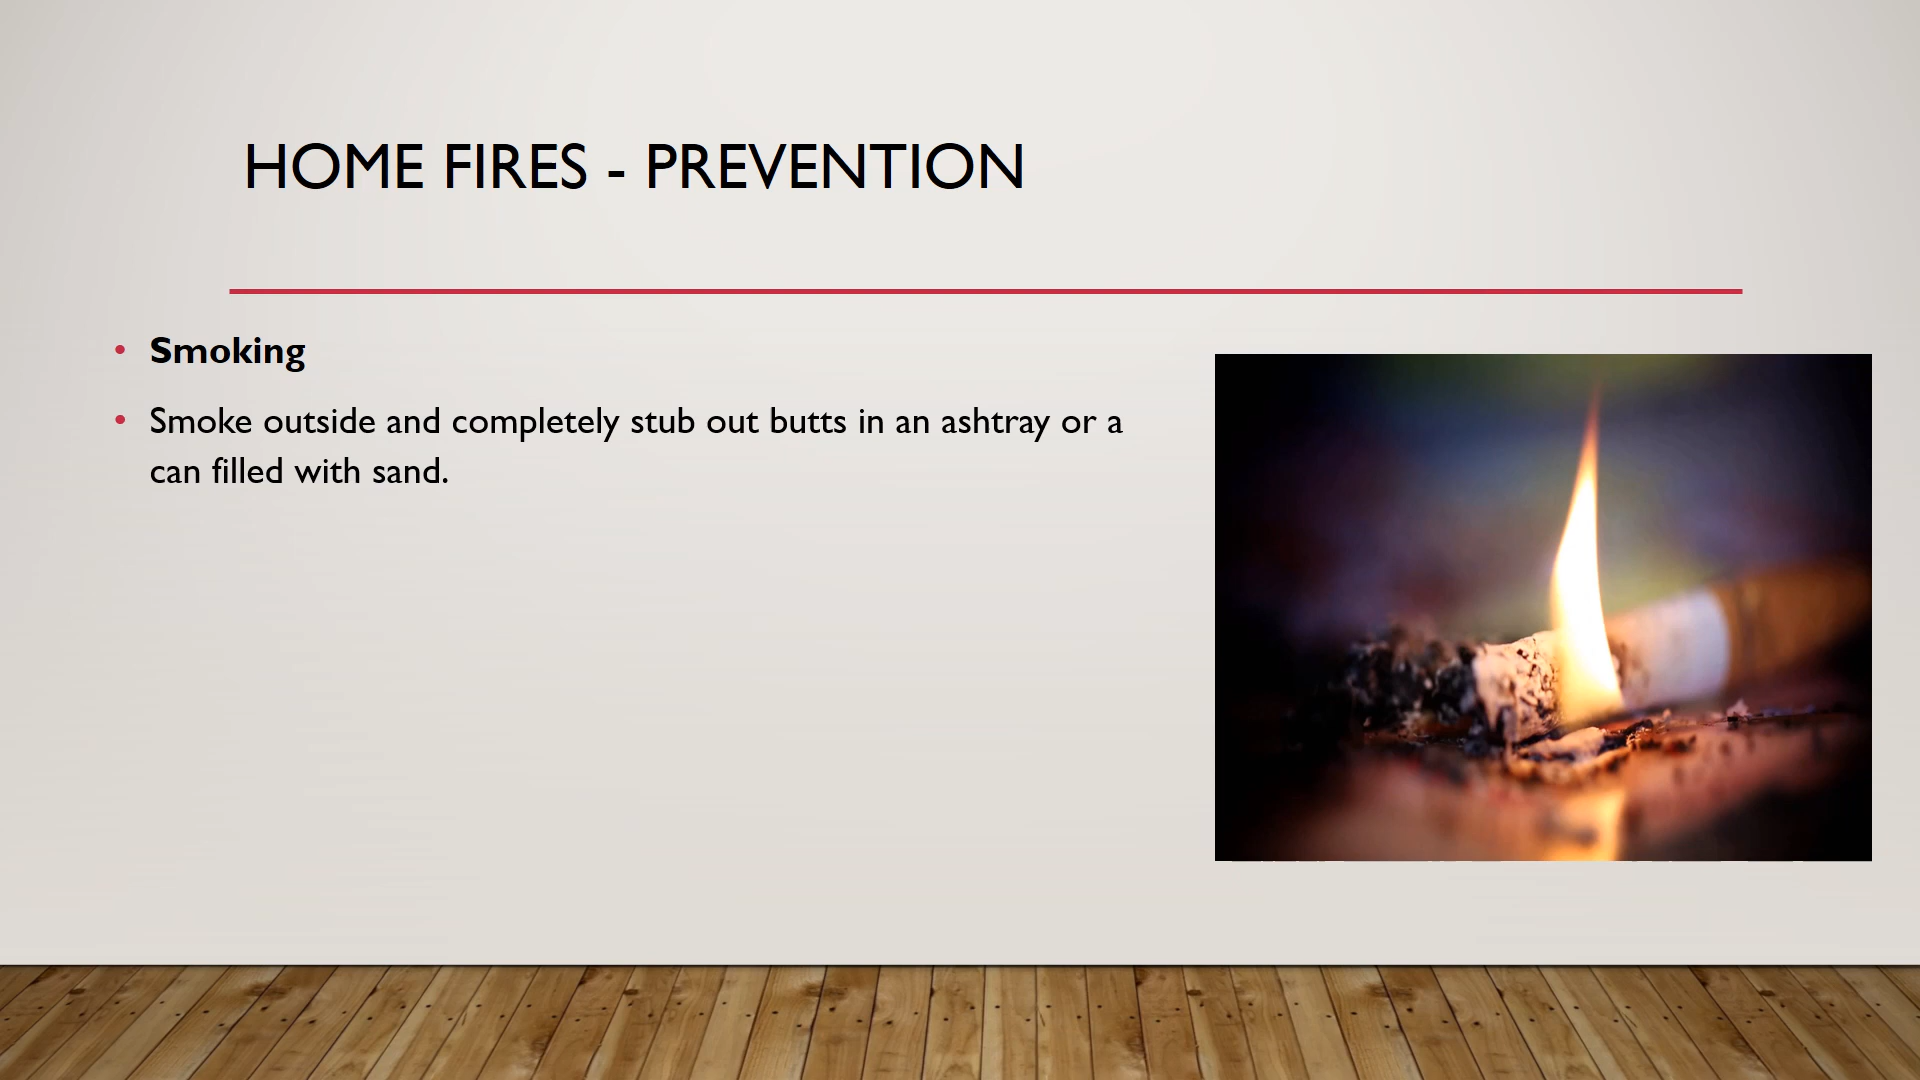 HOME FIRES - PREVENTION
• Smoking
• Smoke outside and completely stub out butts in an ashtray or a
can filled with sand.